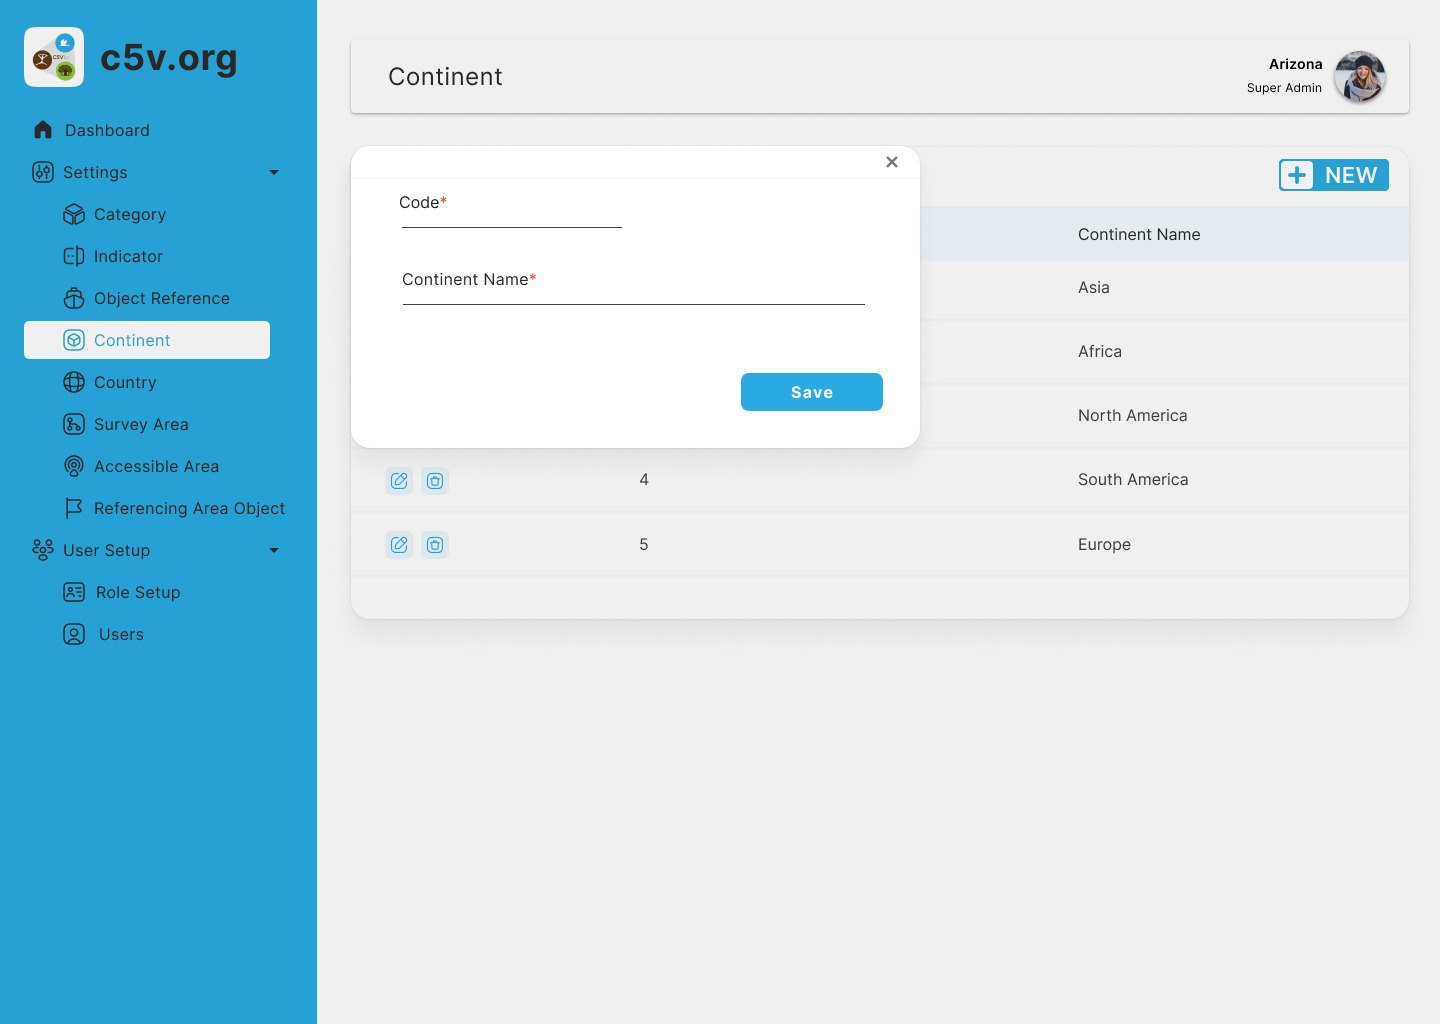 c5v.org
Dashboard
Settings
Category
Indicator
Object Reference
Continent
Country
Survey Area
Accessible Area
Referencing Area Object
User Setup
Role Setup
Users
Continent
Arizona
Super Admin
NEW
Code*
Continent Name*
Save
Continent Name
Asia
Africa
North America
4 South America
5 Europe